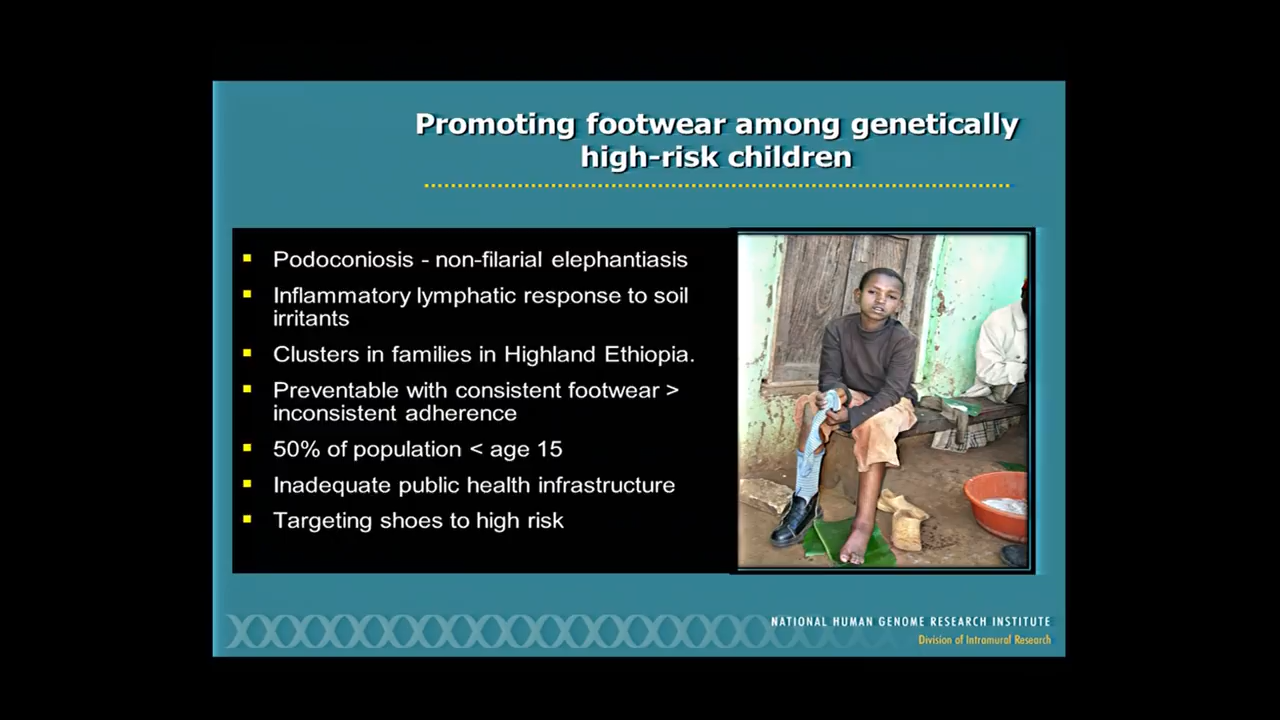 Promoting footwear among genetically
high-risk children
Podoconiosis - non-filarial elephantiasis
Inflammatory lymphatic response to soil
irritants
Clusters in families in Highland Ethiopia.
Preventable with consistent footwear >
inconsistent adherence
50% of population < age 15
Inadequate public health infrastructure
Targeting shoes to high risk
NATIONAL HUMAN GENOME RESEARCH INSTITUTE
Division of Intramural Research